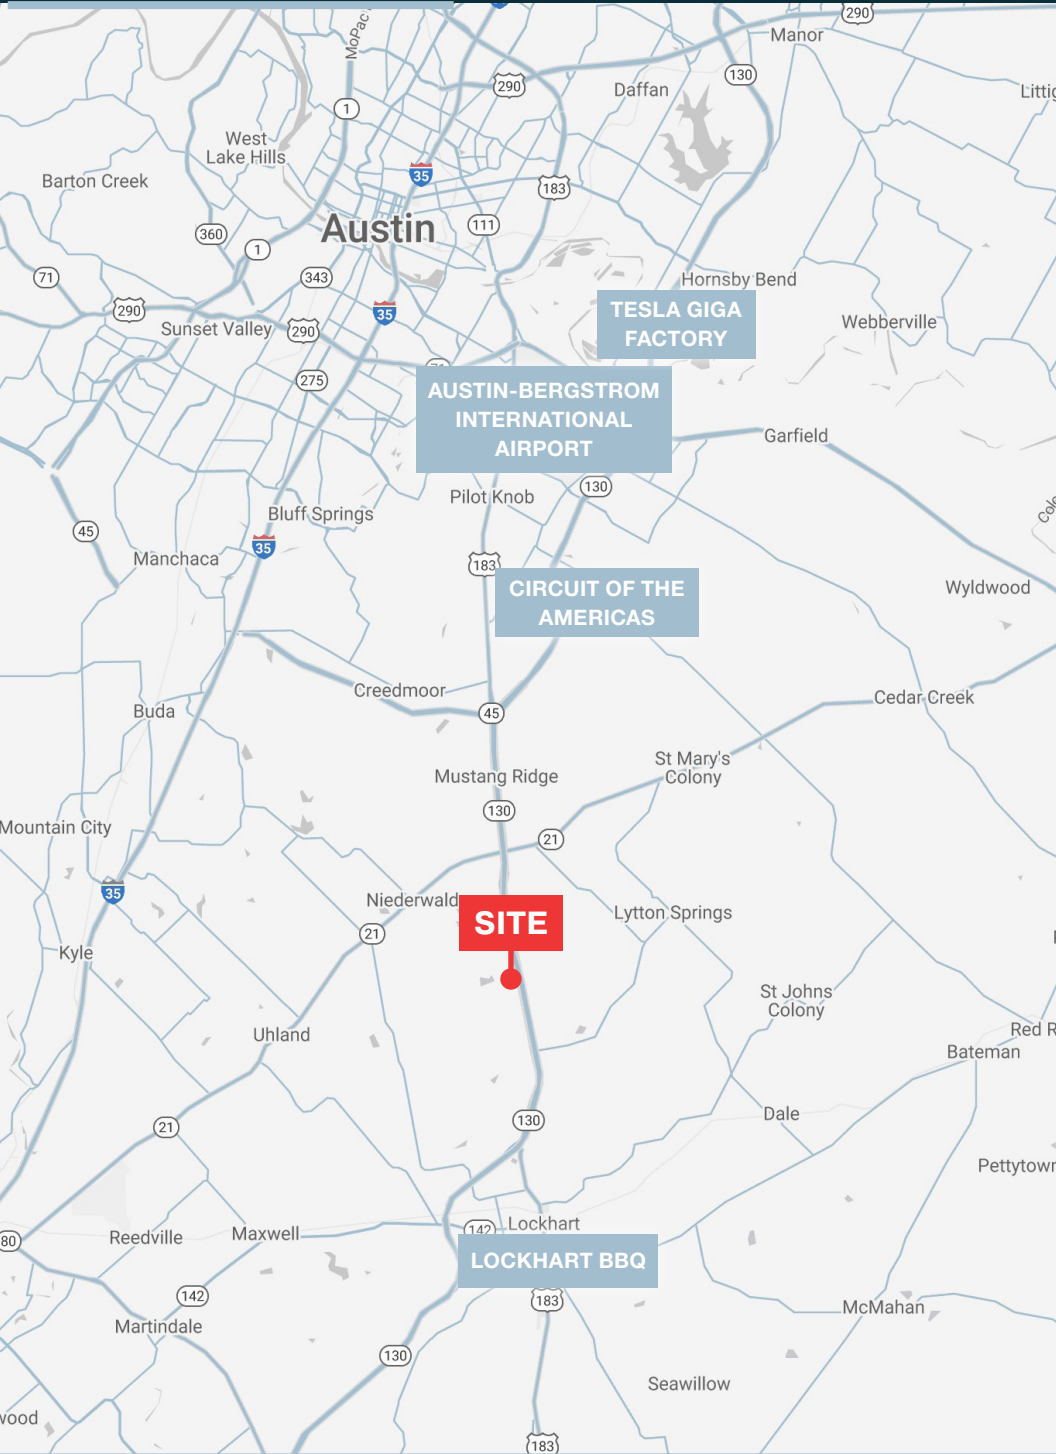 290
Manor
MoPac
130
290
Daffan
Littig
1
West
Lake Hills
35
Barton Creek
183
360
1
111
Austin
71
343
Hornsby Bend
290
35
TESLA GIGA
FACTORY
Sunset Valley
290
Webberville
71
275
AUSTIN-BERGSTROM
INTERNATIONAL
AIRPORT
Garfield
130
Pilot Knob
Bluff Springs
45
35
Manchaca
183
CIRCUIT OF THE
AMERICAS
Wyldwood
Creedmoor
Cedar Creek
Buda
45
Mustang Ridge
St Mary's
Colony
130
Mountain City
21
35
Niederwald
SITE
Lytton Springs
21
Kyle
St Johns
Colony
Uhland
Red R
Bateman
130
Dale
21
Pettytown
142
Lockhart
80
Reedville
Maxwell
LOCKHART BBQ
142
183
Martindale
McMahan
130
Seawillow
wood
183